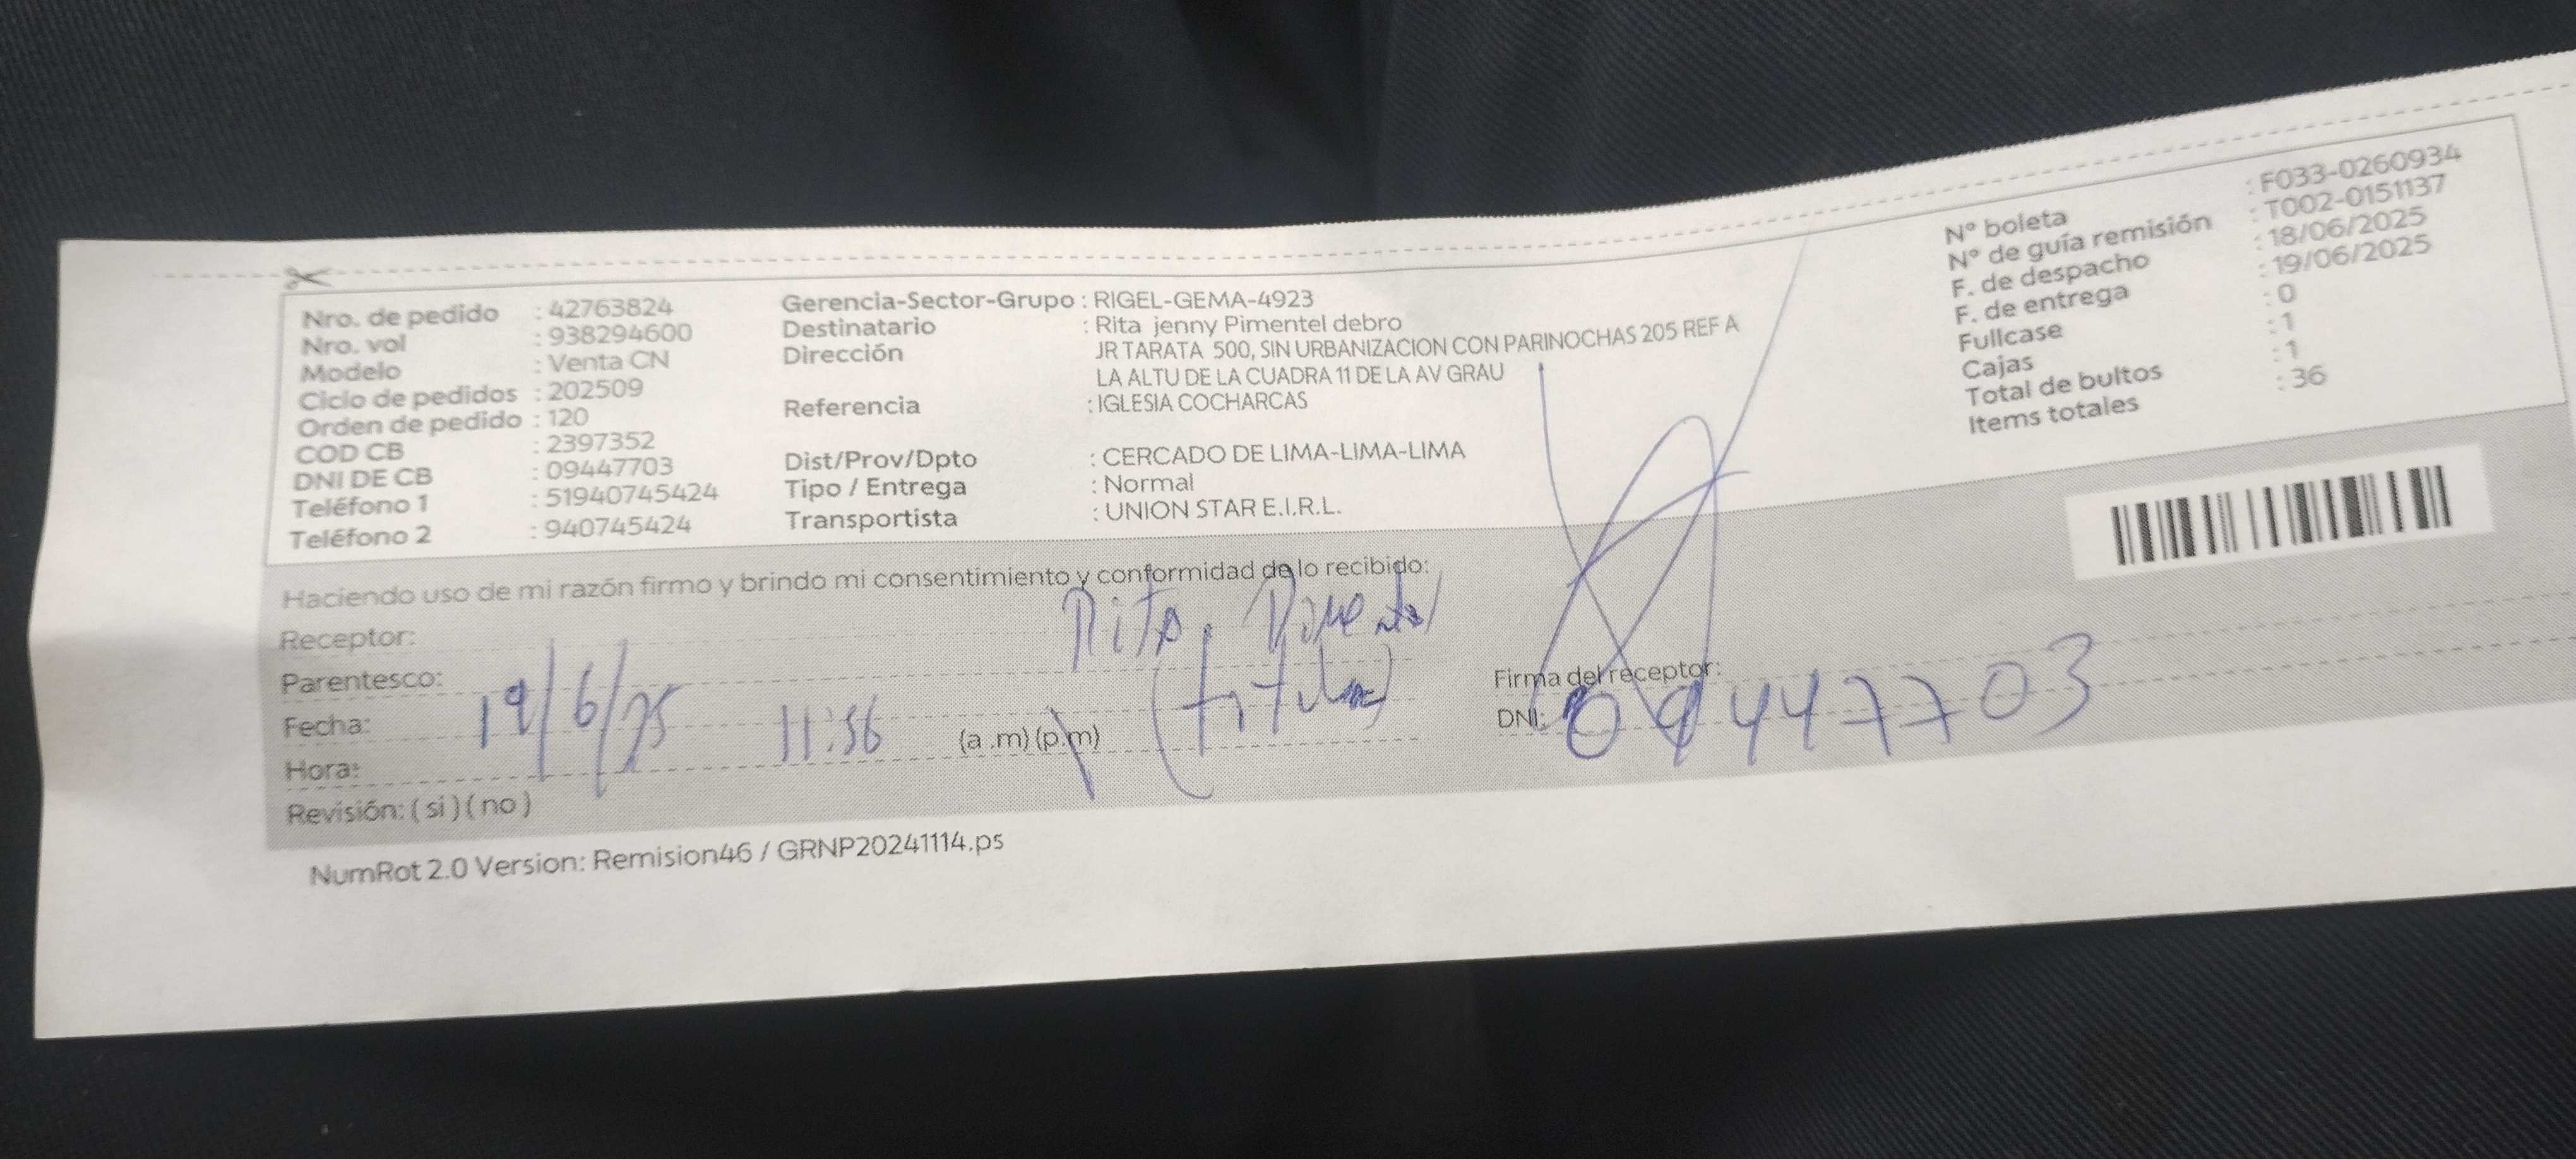 Nro. de pedido : 42763824
Nro. vol : 938294600
Modelo : Venta CN
Ciclo de pedidos : 202509
Orden de pedido : 120
COD CB : 2397352
DNI DE CB : 09447703
Teléfono 1 : 51940745424
Teléfono 2 : 940745424
Gerencia-Sector-Grupo : RIGEL-GEMA-4923
Destinatario : Rita jenny Pimentel debro
Dirección : JR TARATA 500, SIN URBANIZACION CON PARINOCHAS 205 REF A
LA ALTU DE LA CUADRA 11 DE LA AV GRAU
Referencia : IGLESIA COCHARCAS
Dist/Prov/Dpto : CERCADO DE LIMA-LIMA-LIMA
Tipo / Entrega : Normal
Transportista : UNION STAR E.I.R.L.
N° boleta : F033-0260934
N° de guía remisión : T002-0151137
F. de despacho : 18/06/2025
F. de entrega : 19/06/2025
Fullcase : 0
Cajas : 1
Total de bultos : 1
Items totales : 36
Haciendo uso de mi razón firmo y brindo mi consentimiento y conformidad de lo recibido:
Receptor: Rita Pimentel
Parentesco: (titular)
Fecha: 19/6/25
Hora: 11:56 (a .m) (p.m)
Revisión: ( si ) ( no )
Firma del receptor:
DNI: 09447703
NumRot 2.0 Version: Remision46 / GRNP20241114.ps